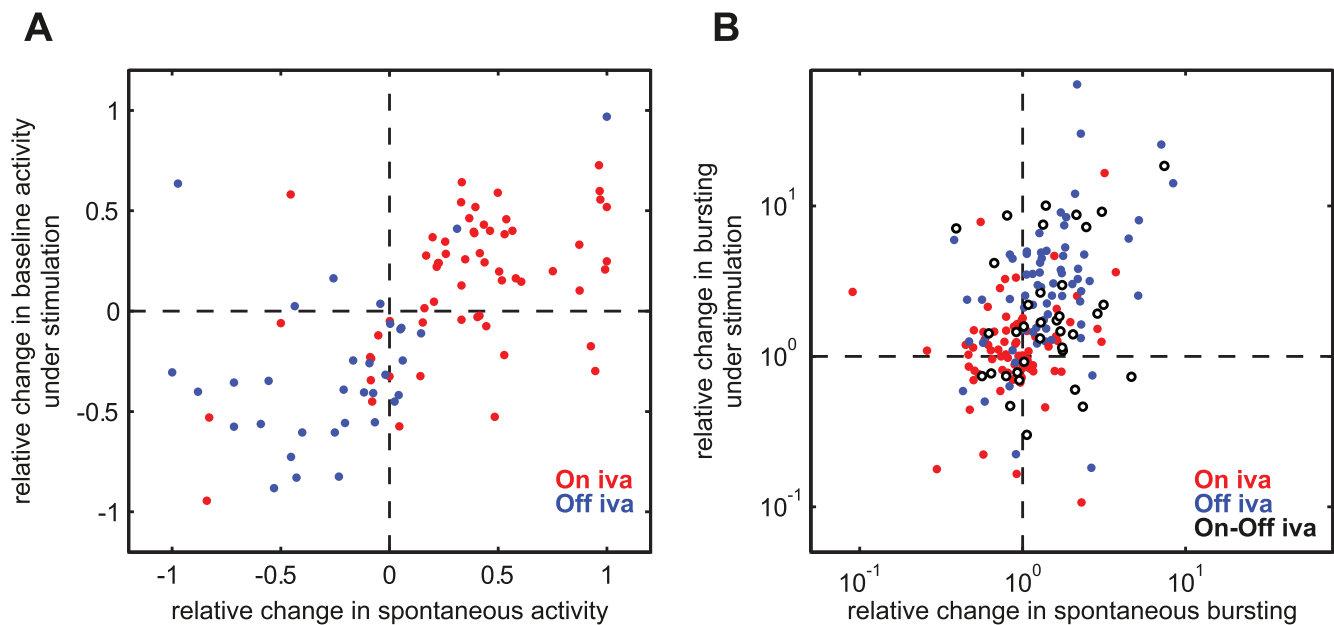 A
relative change in baseline activity
under stimulation
1
0.5
0
-0.5
-1
-1
-0.5
0
0.5
1
relative change in spontaneous activity
On iva
Off iva
B
relative change in bursting
under stimulation
10¹
10⁰
10⁻¹
10⁻¹
10⁰
10¹
relative change in spontaneous bursting
On iva
Off iva
On-Off iva